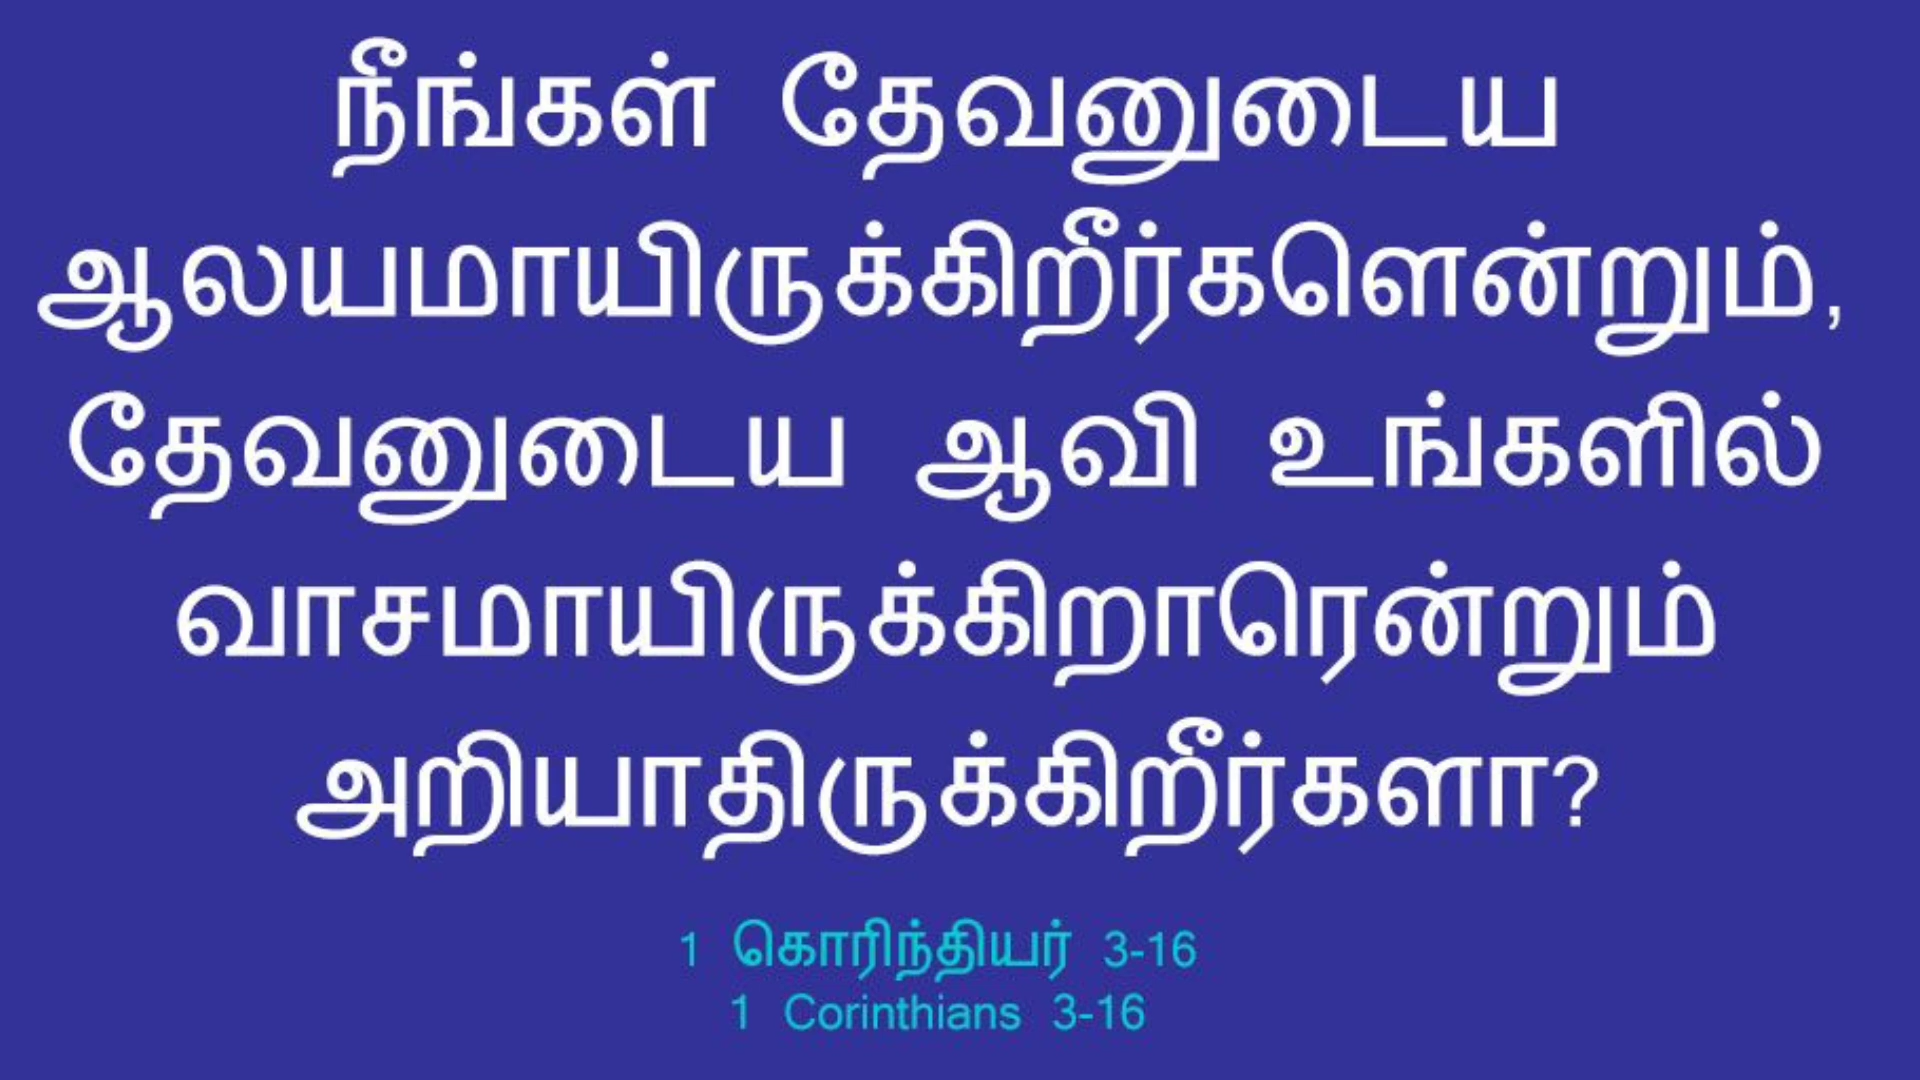 நீங்கள் தேவனுடைய
ஆலயமாயிருக்கிறீர்களென்றும்,
தேவனுடைய ஆவி உங்களில்
வாசமாயிருக்கிறாரென்றும்
அறியாதிருக்கிறீர்களா?
1 கொரிந்தியர் 3-16
1 Corinthians 3-16